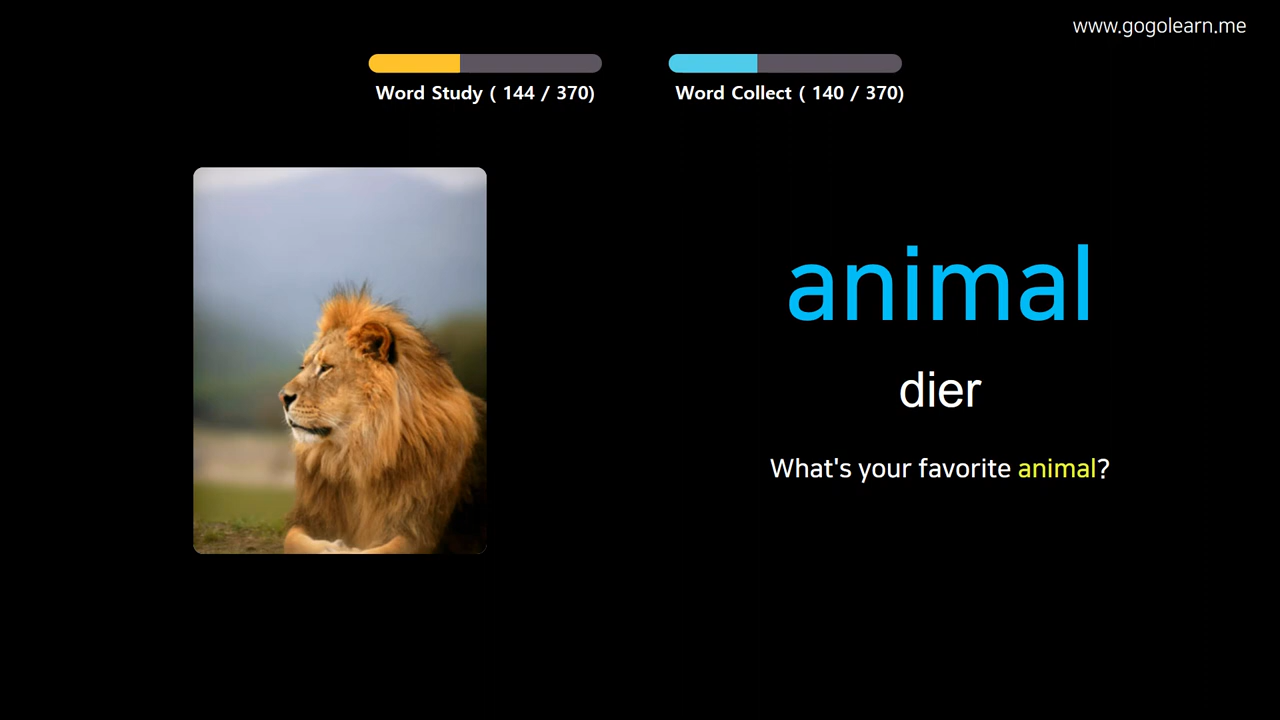 www.gogolearn.me
Word Study ( 144 / 370)
Word Collect ( 140 / 370)
animal
dier
What's your favorite animal?